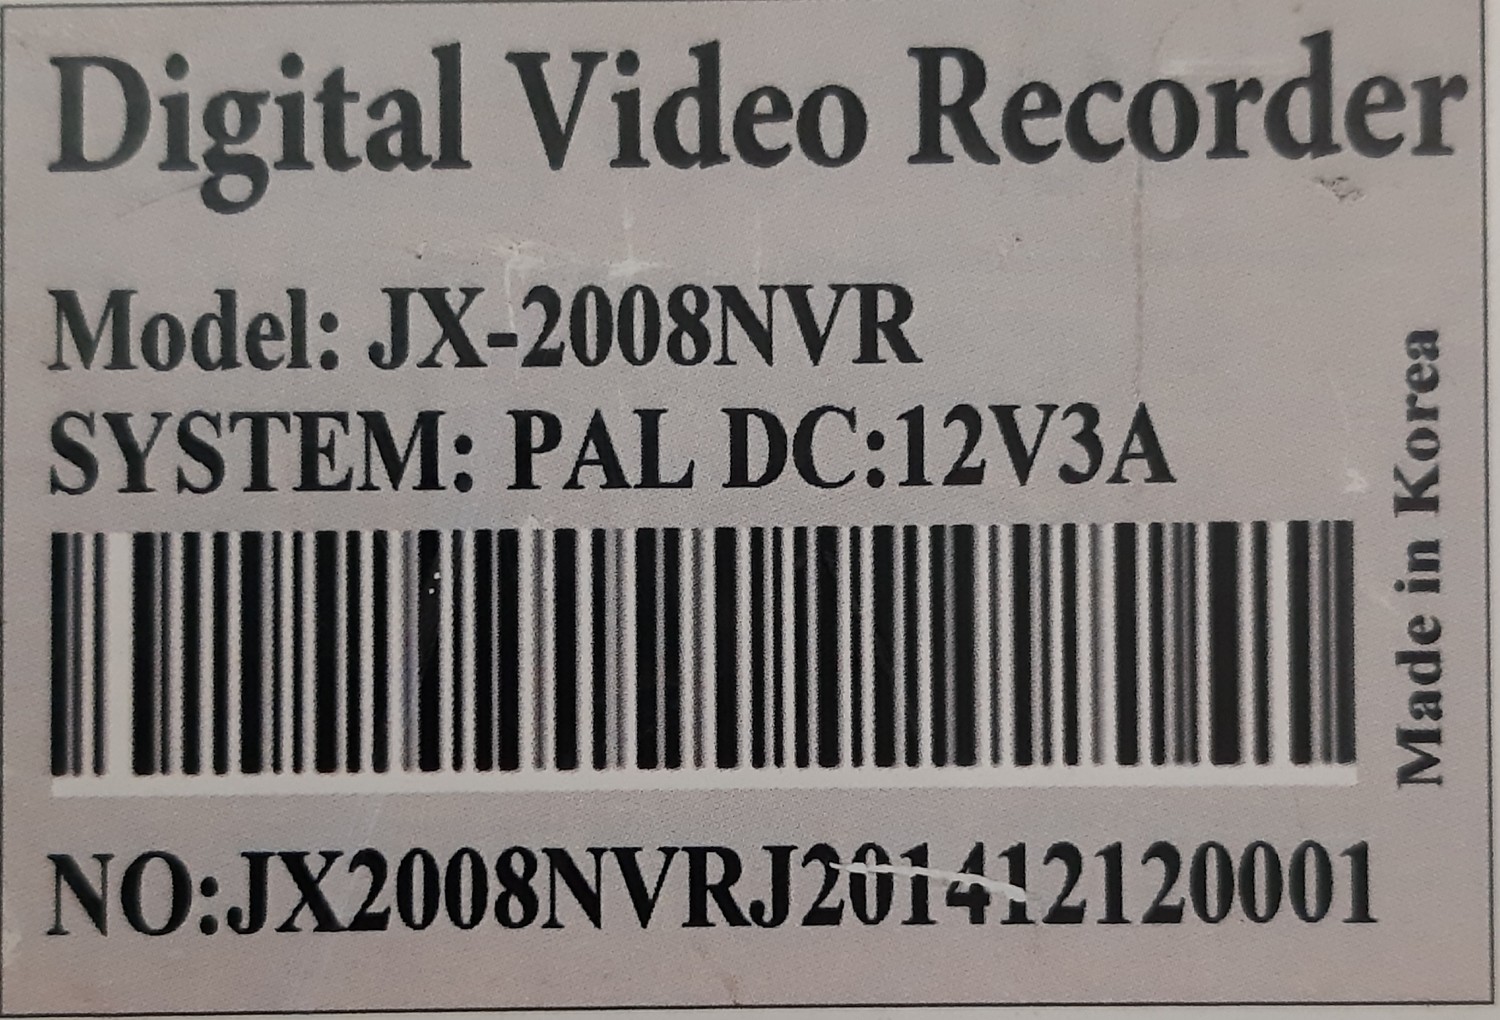 Digital Video Recorder
Model: JX-2008NVR
SYSTEM: PAL DC:12V3A
Made in Korea
NO:JX2008NVRJ201412120001